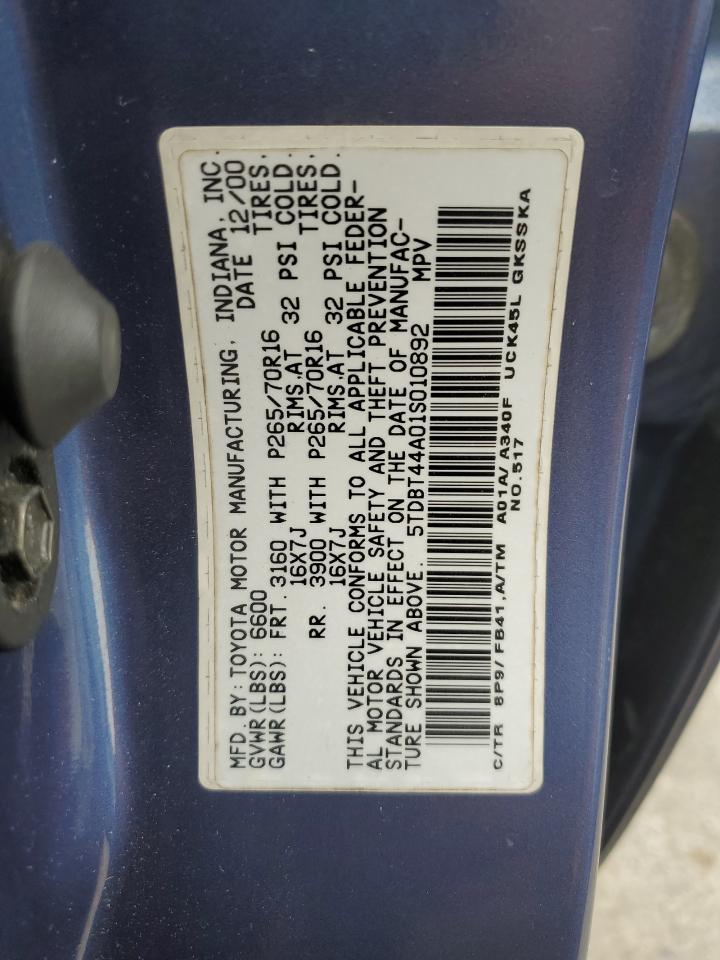 MFD. BY: TOYOTA MOTOR MANUFACTURING, INDIANA, INC.
GVWR(LBS): 6600 DATE 12/00
GAWR(LBS): FRT. 3160 WITH P265/70R16 TIRES,
16X7J RIMS,AT 32 PSI COLD.
RR. 3900 WITH P265/70R16 TIRES,
16X7J RIMS,AT 32 PSI COLD.
THIS VEHICLE CONFORMS TO ALL APPLICABLE FEDER-
AL MOTOR VEHICLE SAFETY AND THEFT PREVENTION
STANDARDS IN EFFECT ON THE DATE OF MANUFAC-
TURE SHOWN ABOVE. 5TDBT44A01S010892 MPV
C/TR 8P9/FB41,A/TM A01A/A340F UCK45L GKSSKA
NO.517